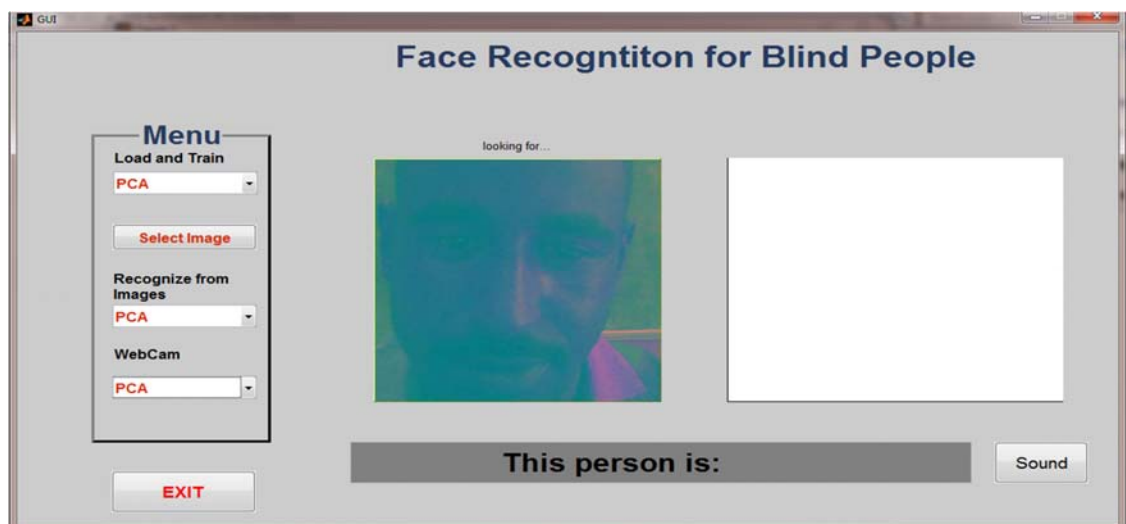 GUI
Face Recogntiton for Blind People
Menu
Load and Train
PCA
Select Image
Recognize from
Images
PCA
WebCam
PCA
EXIT
looking for...
This person is:
Sound